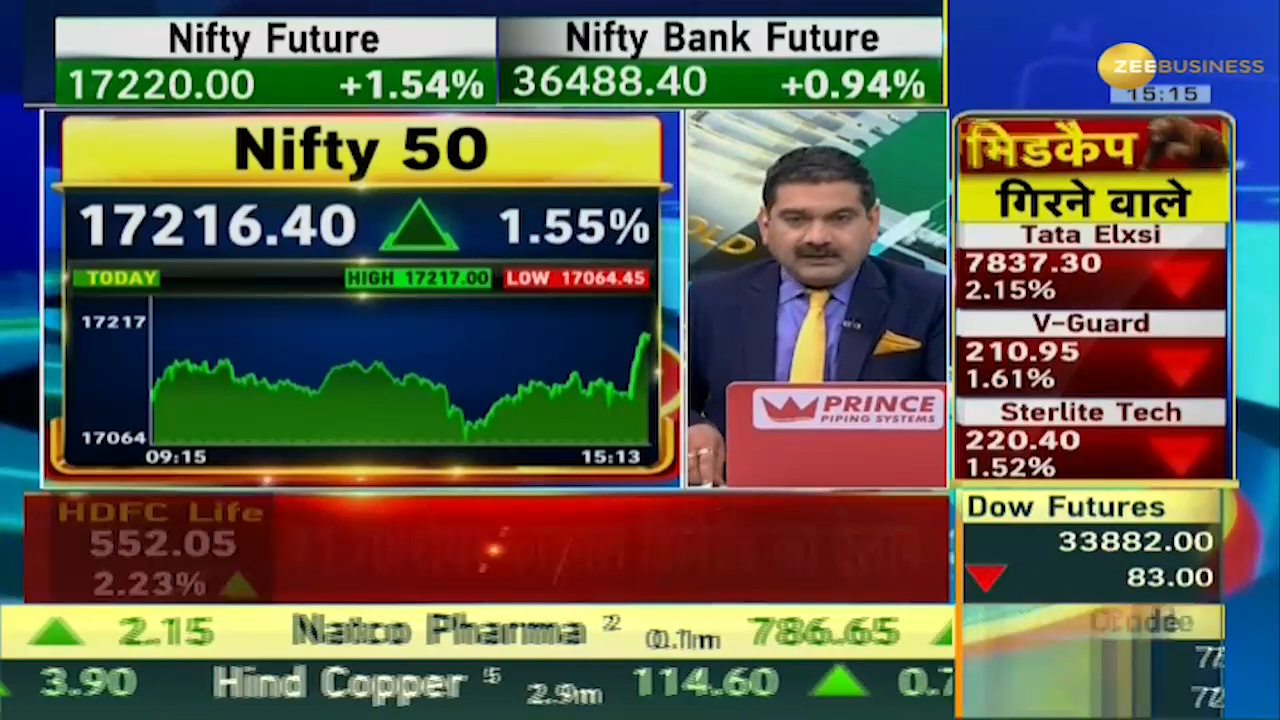 Nifty Future
17220.00 +1.54%
Nifty Bank Future
36488.40 +0.94%
ZEEBUSINESS
15:15
Nifty 50
17216.40 1.55%
TODAY HIGH 17217.00 LOW 17064.45
17217
17064
09:15 15:13
OLD
PRINCE
PIPING SYSTEMS
मिडकैप
गिरने वाले
Tata Elxsi
7837.30
2.15%
V-Guard
210.95
1.61%
Sterlite Tech
220.40
1.52%
HDFC Life
552.05
2.23%
Dow Futures
33882.00
83.00
2.15 Natco Pharma 786.65
3.90 Hind Copper 2.9m 114.60